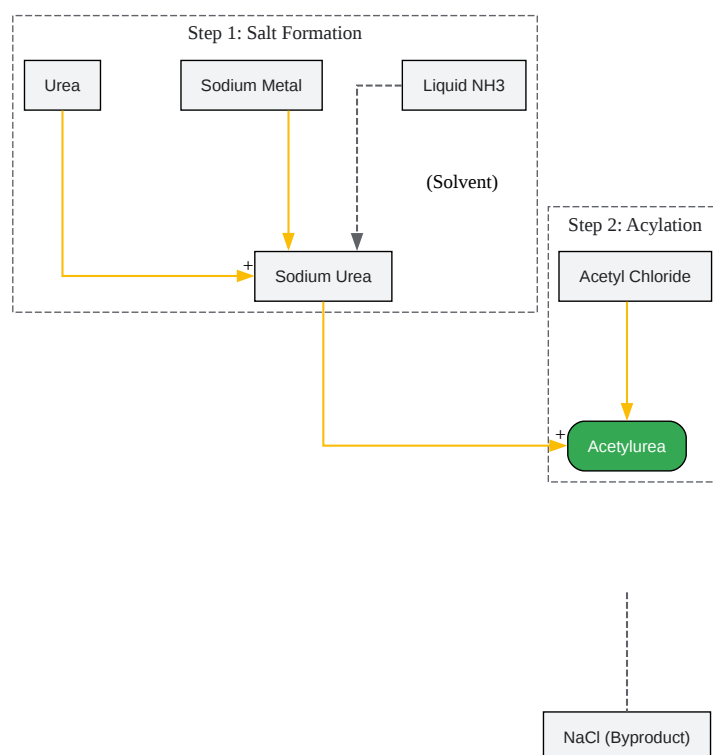 Step 1: Salt Formation
Urea
Sodium Metal
Liquid NH3
(Solvent)
+
Sodium Urea
Step 2: Acylation
Acetyl Chloride
+
Acetylurea
NaCl (Byproduct)